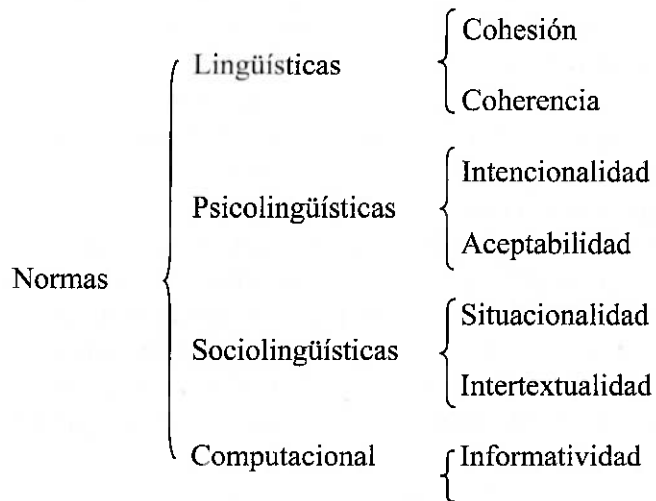 Cohesión
Lingüísticas
Coherencia
Intencionalidad
Psicolingüísticas
Aceptabilidad
Normas
Situacionalidad
Sociolingüísticas
Intertextualidad
Computacional
Informatividad